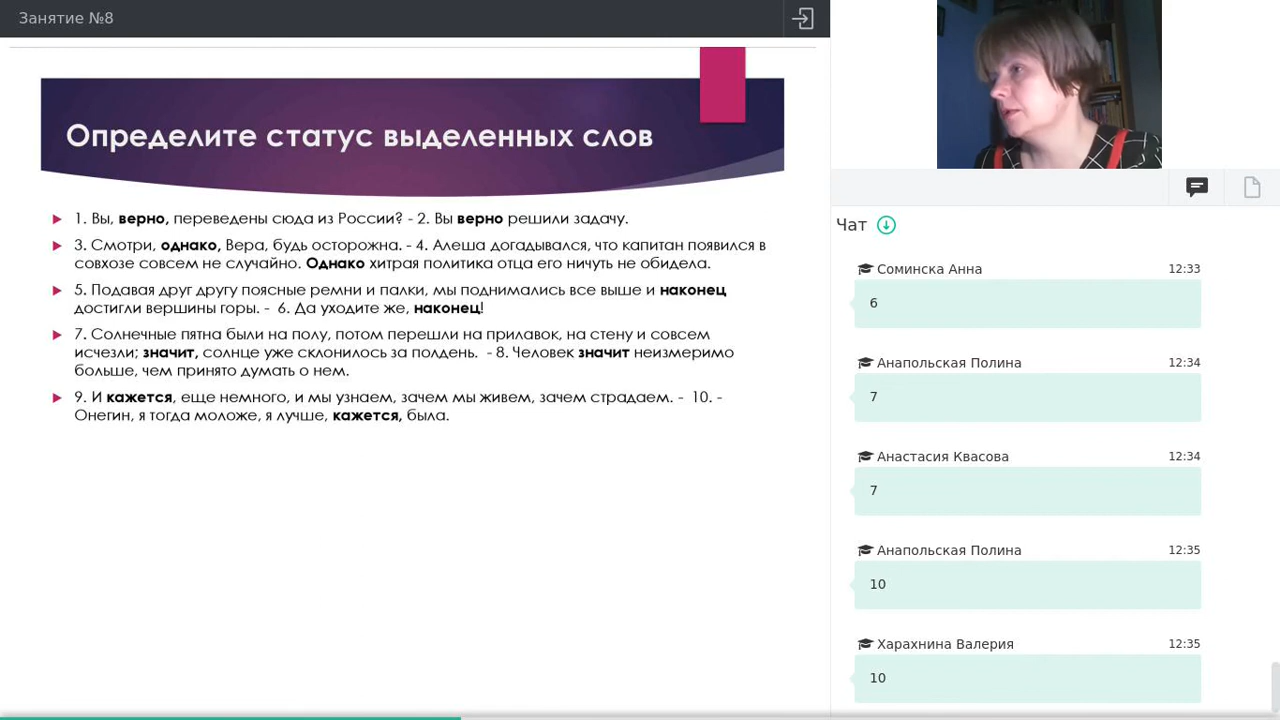 Занятие №8
Определите статус выделенных слов
1. Вы, верно, переведены сюда из России? - 2. Вы верно решили задачу.
3. Смотри, однако, Вера, будь осторожна. - 4. Алеша догадывался, что капитан появился в
совхозе совсем не случайно. Однако хитрая политика отца его ничуть не обидела.
5. Подавая друг другу поясные ремни и палки, мы поднимались все выше и наконец
достигли вершины горы. - 6. Да уходите же, наконец!
7. Солнечные пятна были на полу, потом перешли на прилавок, на стену и совсем
исчезли; значит, солнце уже склонилось за полдень. - 8. Человек значит неизмеримо
больше, чем принято думать о нем.
9. И кажется, еще немного, и мы узнаем, зачем мы живем, зачем страдаем. - 10. -
Онегин, я тогда моложе, я лучше, кажется, была.
Чат
Соминска Анна 12:33
6
Анапольская Полина 12:34
7
Анастасия Квасова 12:34
7
Анапольская Полина 12:35
10
Харахнина Валерия 12:35
10